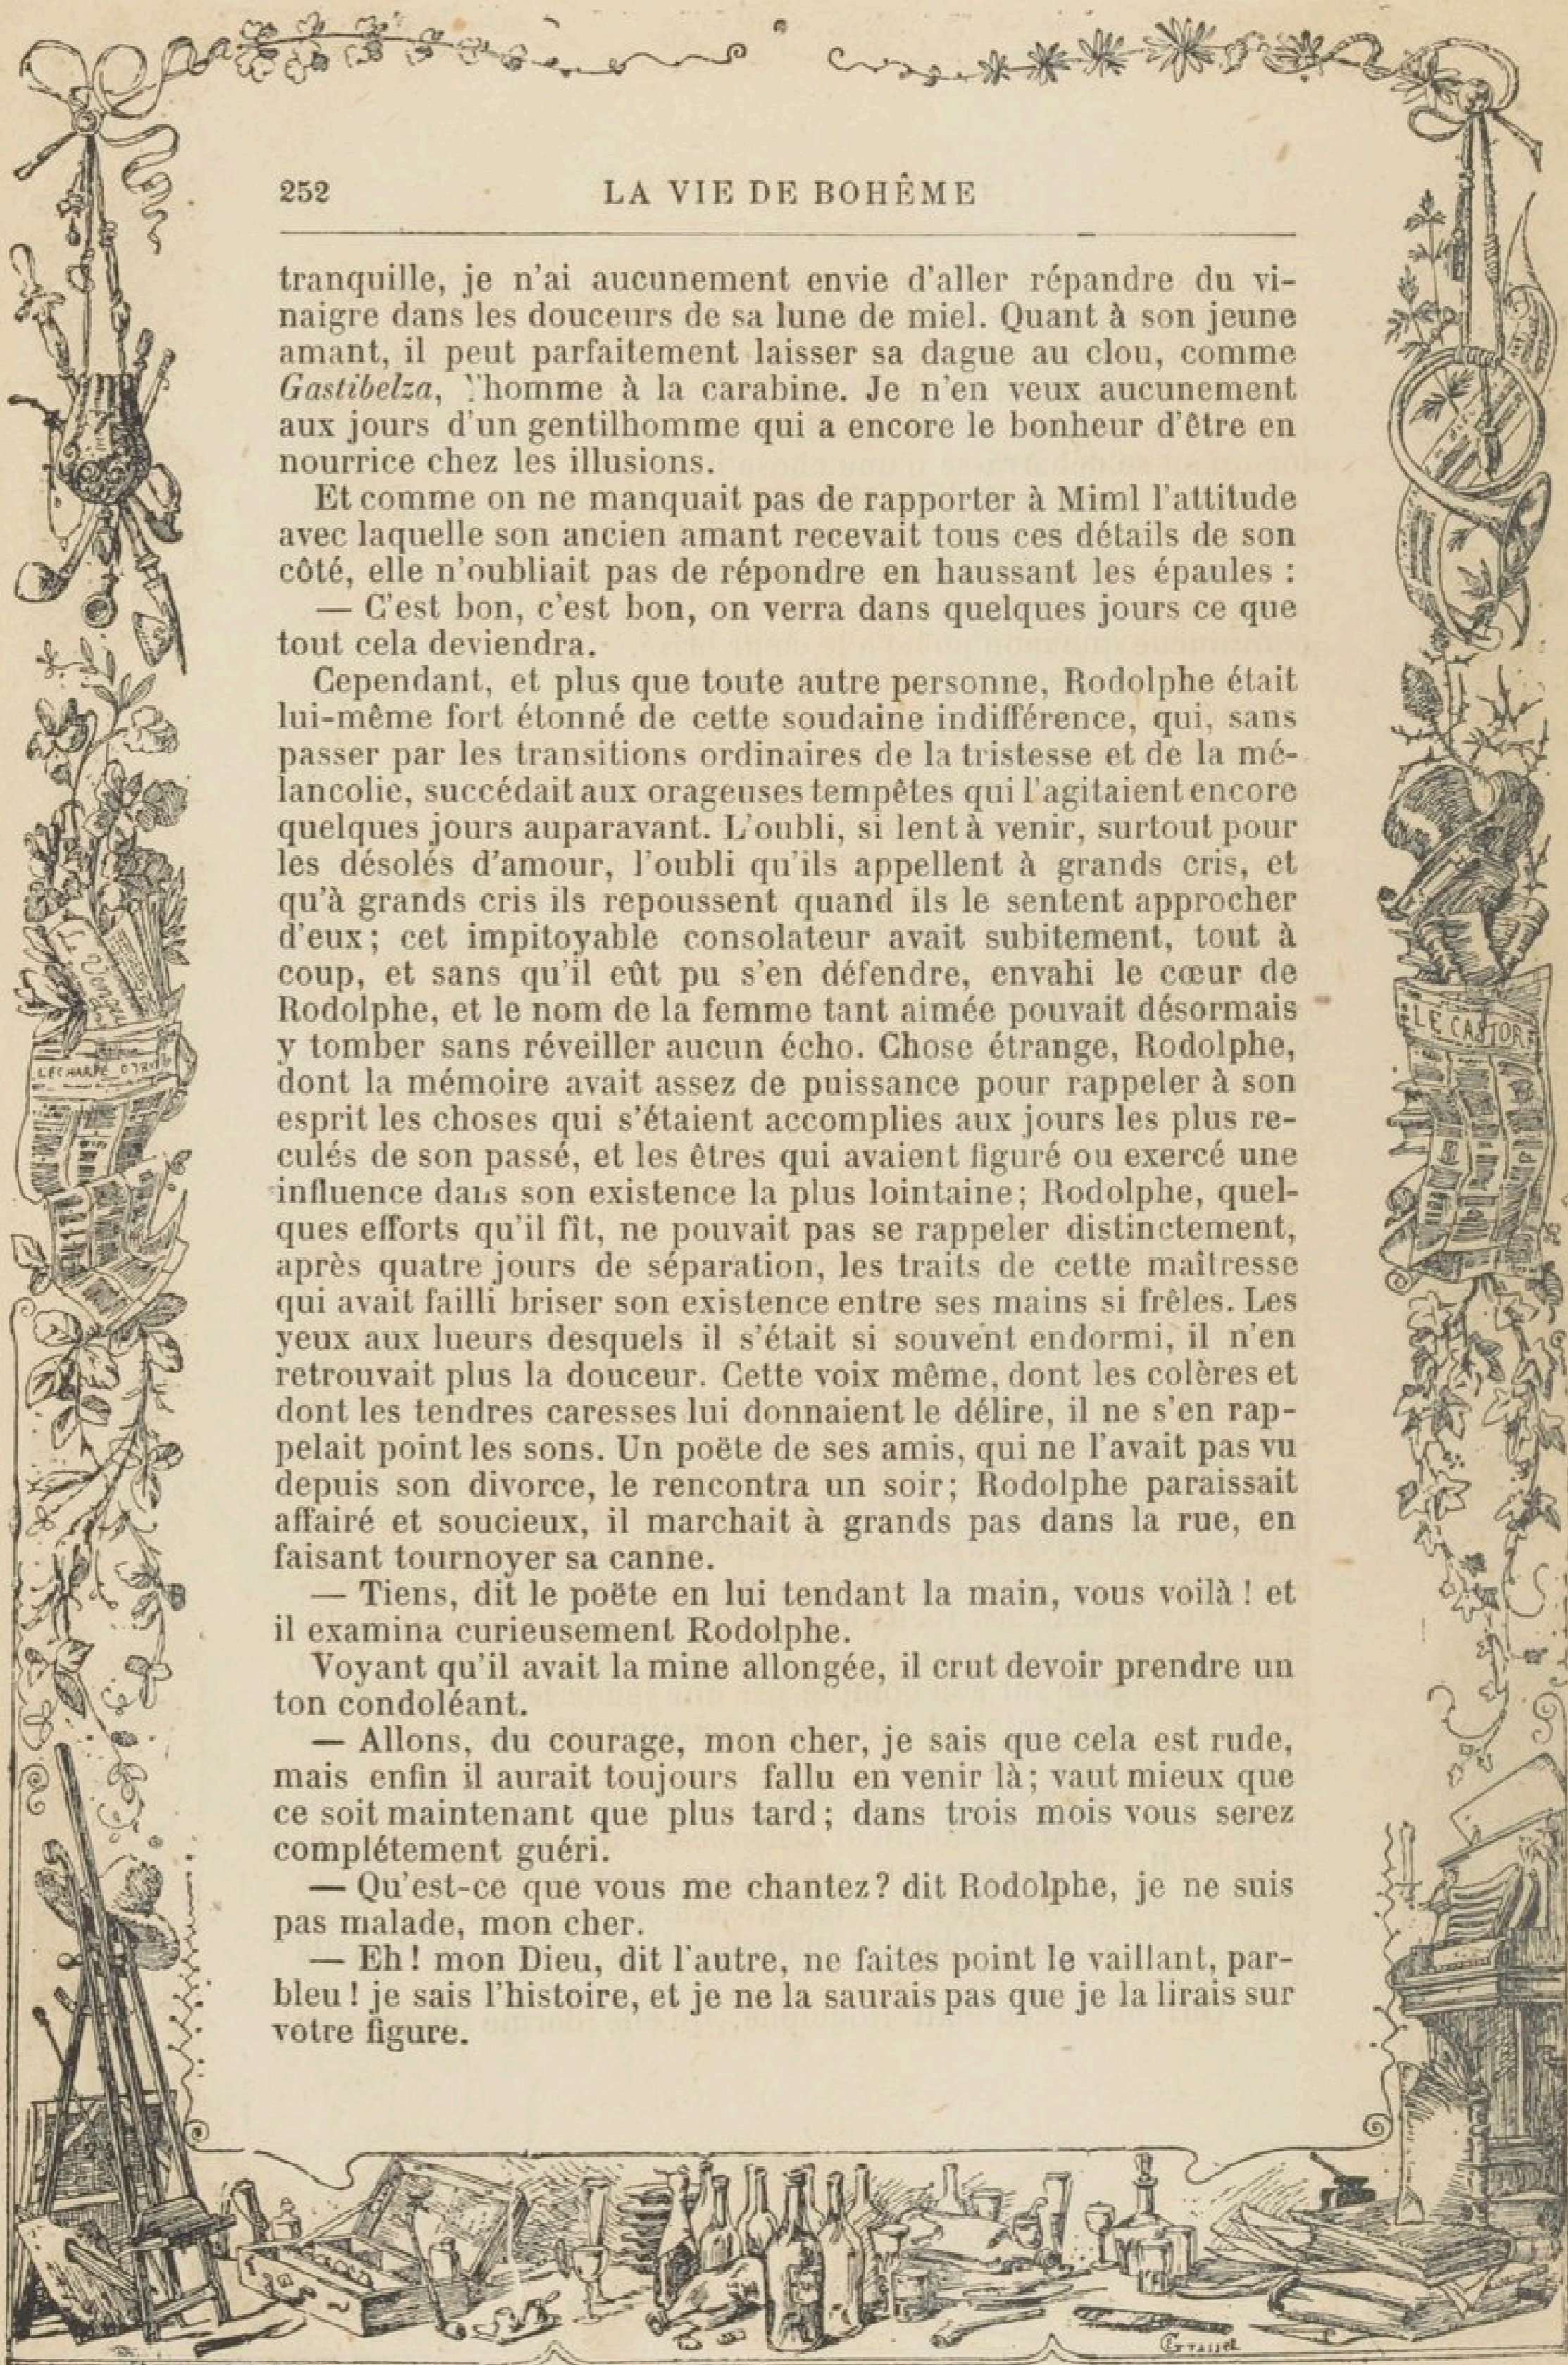 252
LA VIE DE BOHÊME
tranquille, je n'ai aucunement envie d'aller répandre du vi-
naigre dans les douceurs de sa lune de miel. Quant à son jeune
amant, il peut parfaitement laisser sa dague au clou, comme
Gastibelza, l'homme à la carabine. Je n'en veux aucunement
aux jours d'un gentilhomme qui a encore le bonheur d'être en
nourrice chez les illusions.
Et comme on ne manquait pas de rapporter à Miml l'attitude
avec laquelle son ancien amant recevait tous ces détails de son
côté, elle n'oubliait pas de répondre en haussant les épaules :
— C'est bon, c'est bon, on verra dans quelques jours ce que
tout cela deviendra.
Cependant, et plus que toute autre personne, Rodolphe était
lui-même fort étonné de cette soudaine indifférence, qui, sans
passer par les transitions ordinaires de la tristesse et de la mé-
lancolie, succédait aux orageuses tempêtes qui l'agitaient encore
quelques jours auparavant. L'oubli, si lent à venir, surtout pour
les désolés d'amour, l'oubli qu'ils appellent à grands cris, et
qu'à grands cris ils repoussent quand ils le sentent approcher
d'eux; cet impitoyable consolateur avait subitement, tout à
coup, et sans qu'il eût pu s'en défendre, envahi le cœur de
Rodolphe, et le nom de la femme tant aimée pouvait désormais
y tomber sans réveiller aucun écho. Chose étrange, Rodolphe,
dont la mémoire avait assez de puissance pour rappeler à son
esprit les choses qui s'étaient accomplies aux jours les plus re-
culés de son passé, et les êtres qui avaient figuré ou exercé une
influence dans son existence la plus lointaine; Rodolphe, quel-
ques efforts qu'il fît, ne pouvait pas se rappeler distinctement,
après quatre jours de séparation, les traits de cette maîtresse
qui avait failli briser son existence entre ses mains si frêles. Les
yeux aux lueurs desquels il s'était si souvent endormi, il n'en
retrouvait plus la douceur. Cette voix même, dont les colères et
dont les tendres caresses lui donnaient le délire, il ne s'en rap-
pelait point les sons. Un poëte de ses amis, qui ne l'avait pas vu
depuis son divorce, le rencontra un soir; Rodolphe paraissait
affairé et soucieux, il marchait à grands pas dans la rue, en
faisant tournoyer sa canne.
— Tiens, dit le poëte en lui tendant la main, vous voilà ! et
il examina curieusement Rodolphe.
Voyant qu'il avait la mine allongée, il crut devoir prendre un
ton condoléant.
— Allons, du courage, mon cher, je sais que cela est rude,
mais enfin il aurait toujours fallu en venir là; vaut mieux que
ce soit maintenant que plus tard; dans trois mois vous serez
complétement guéri.
— Qu'est-ce que vous me chantez? dit Rodolphe, je ne suis
pas malade, mon cher.
— Eh ! mon Dieu, dit l'autre, ne faites point le vaillant, par-
bleu ! je sais l'histoire, et je ne la saurais pas que je la lirais sur
votre figure.
LE CASTOR
L'ECHARPE
Grasset